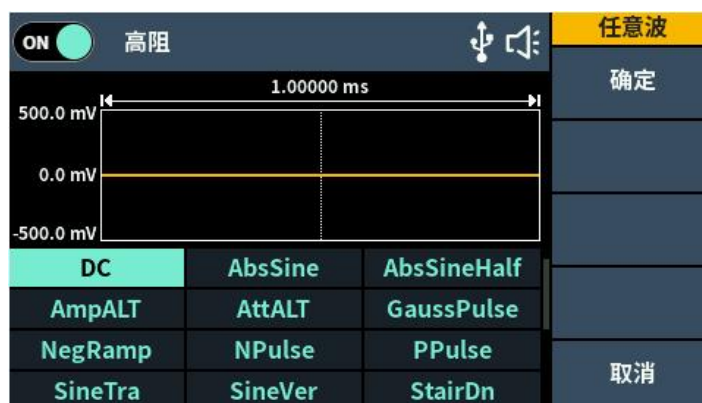 ON 高阻 任意波
确定
1.00000 ms
500.0 mV
0.0 mV
-500.0 mV
DC AbsSine AbsSineHalf
AmpALT AttALT GaussPulse
NegRamp NPulse PPulse
SineTra SineVer StairDn
取消